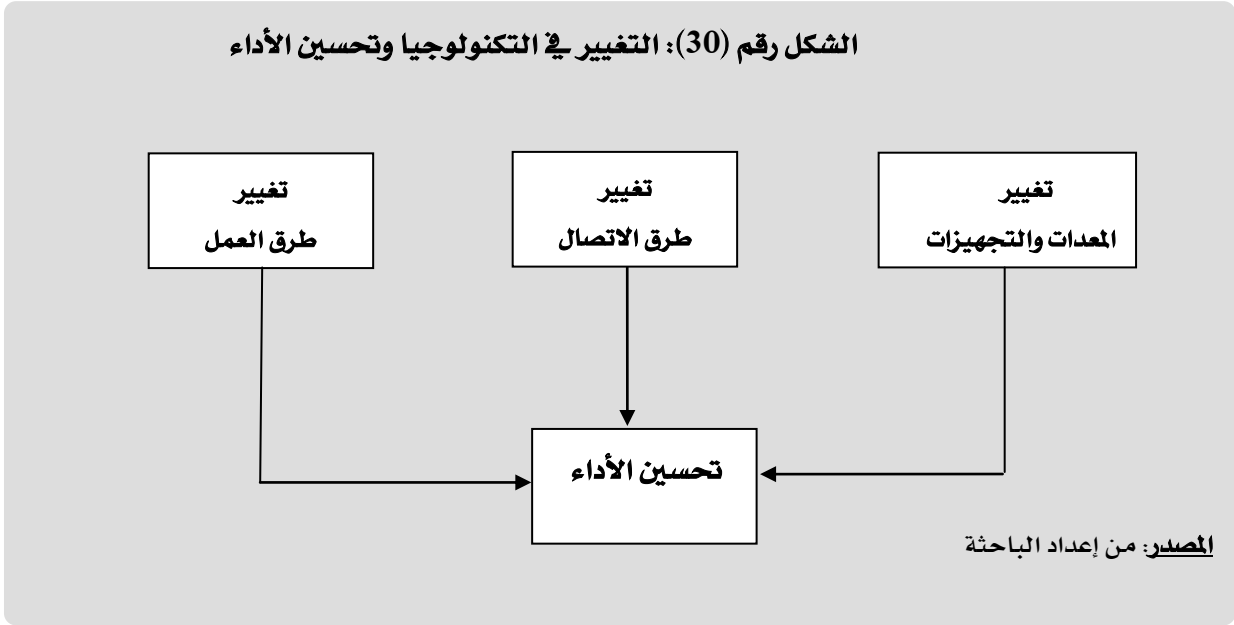 الشكل رقم (30): التغيير في التكنولوجيا وتحسين الأداء
تغيير
المعدات والتجهيزات
تغيير
طرق الاتصال
تغيير
طرق العمل
تحسين الأداء
المصدر: من إعداد الباحثة